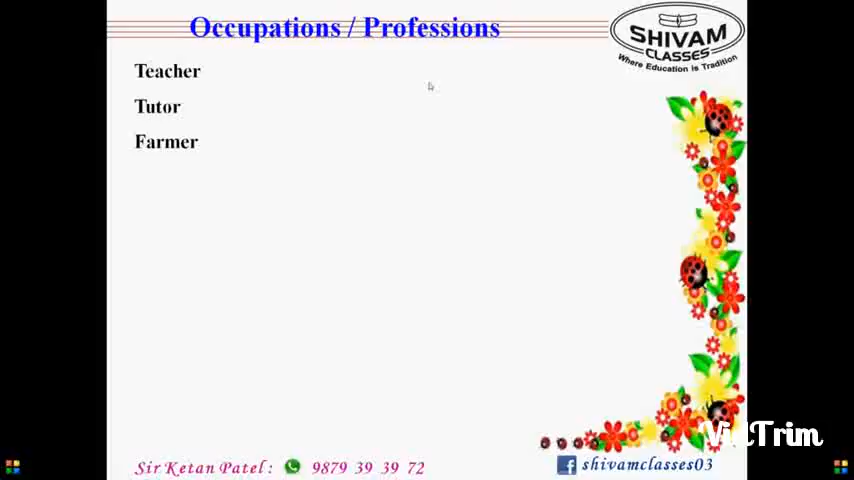 Occupations / Professions
SHIVAM
CLASSES
Where Education is Tradition
Teacher
Tutor
Farmer
VidTrim
Sir Ketan Patel : 9879 39 39 72
shivamclasses03